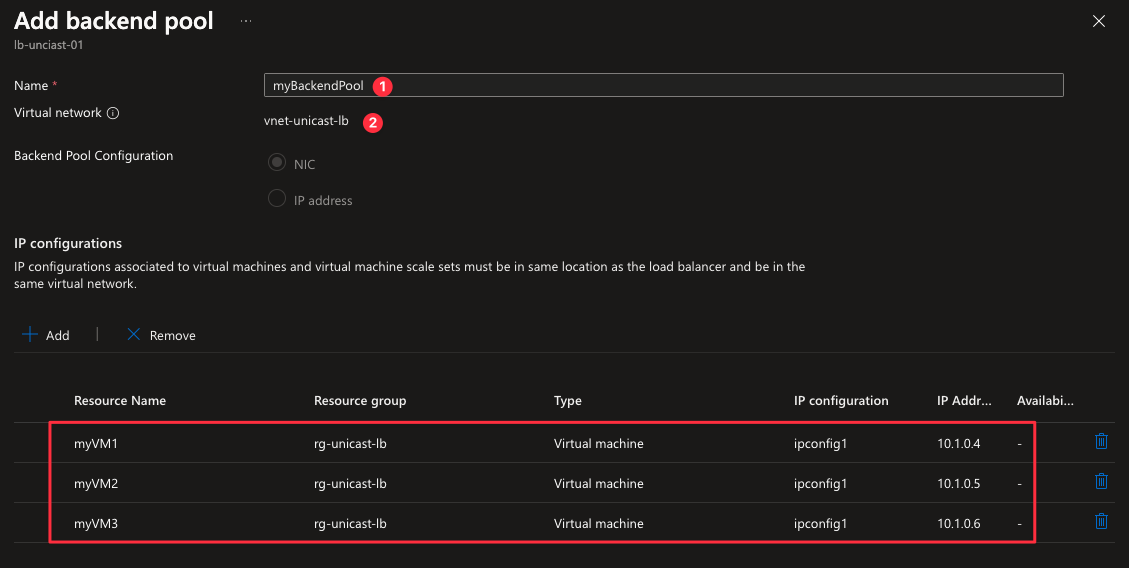 Add backend pool ...
lb-unciast-01
Name * myBackendPool 1
Virtual network vnet-unicast-lb 2
Backend Pool Configuration NIC
IP address
IP configurations
IP configurations associated to virtual machines and virtual machine scale sets must be in same location as the load balancer and be in the
same virtual network.
Add | Remove
Resource Name Resource group Type IP configuration IP Addr... Availabi...
myVM1 rg-unicast-lb Virtual machine ipconfig1 10.1.0.4 -
myVM2 rg-unicast-lb Virtual machine ipconfig1 10.1.0.5 -
myVM3 rg-unicast-lb Virtual machine ipconfig1 10.1.0.6 -